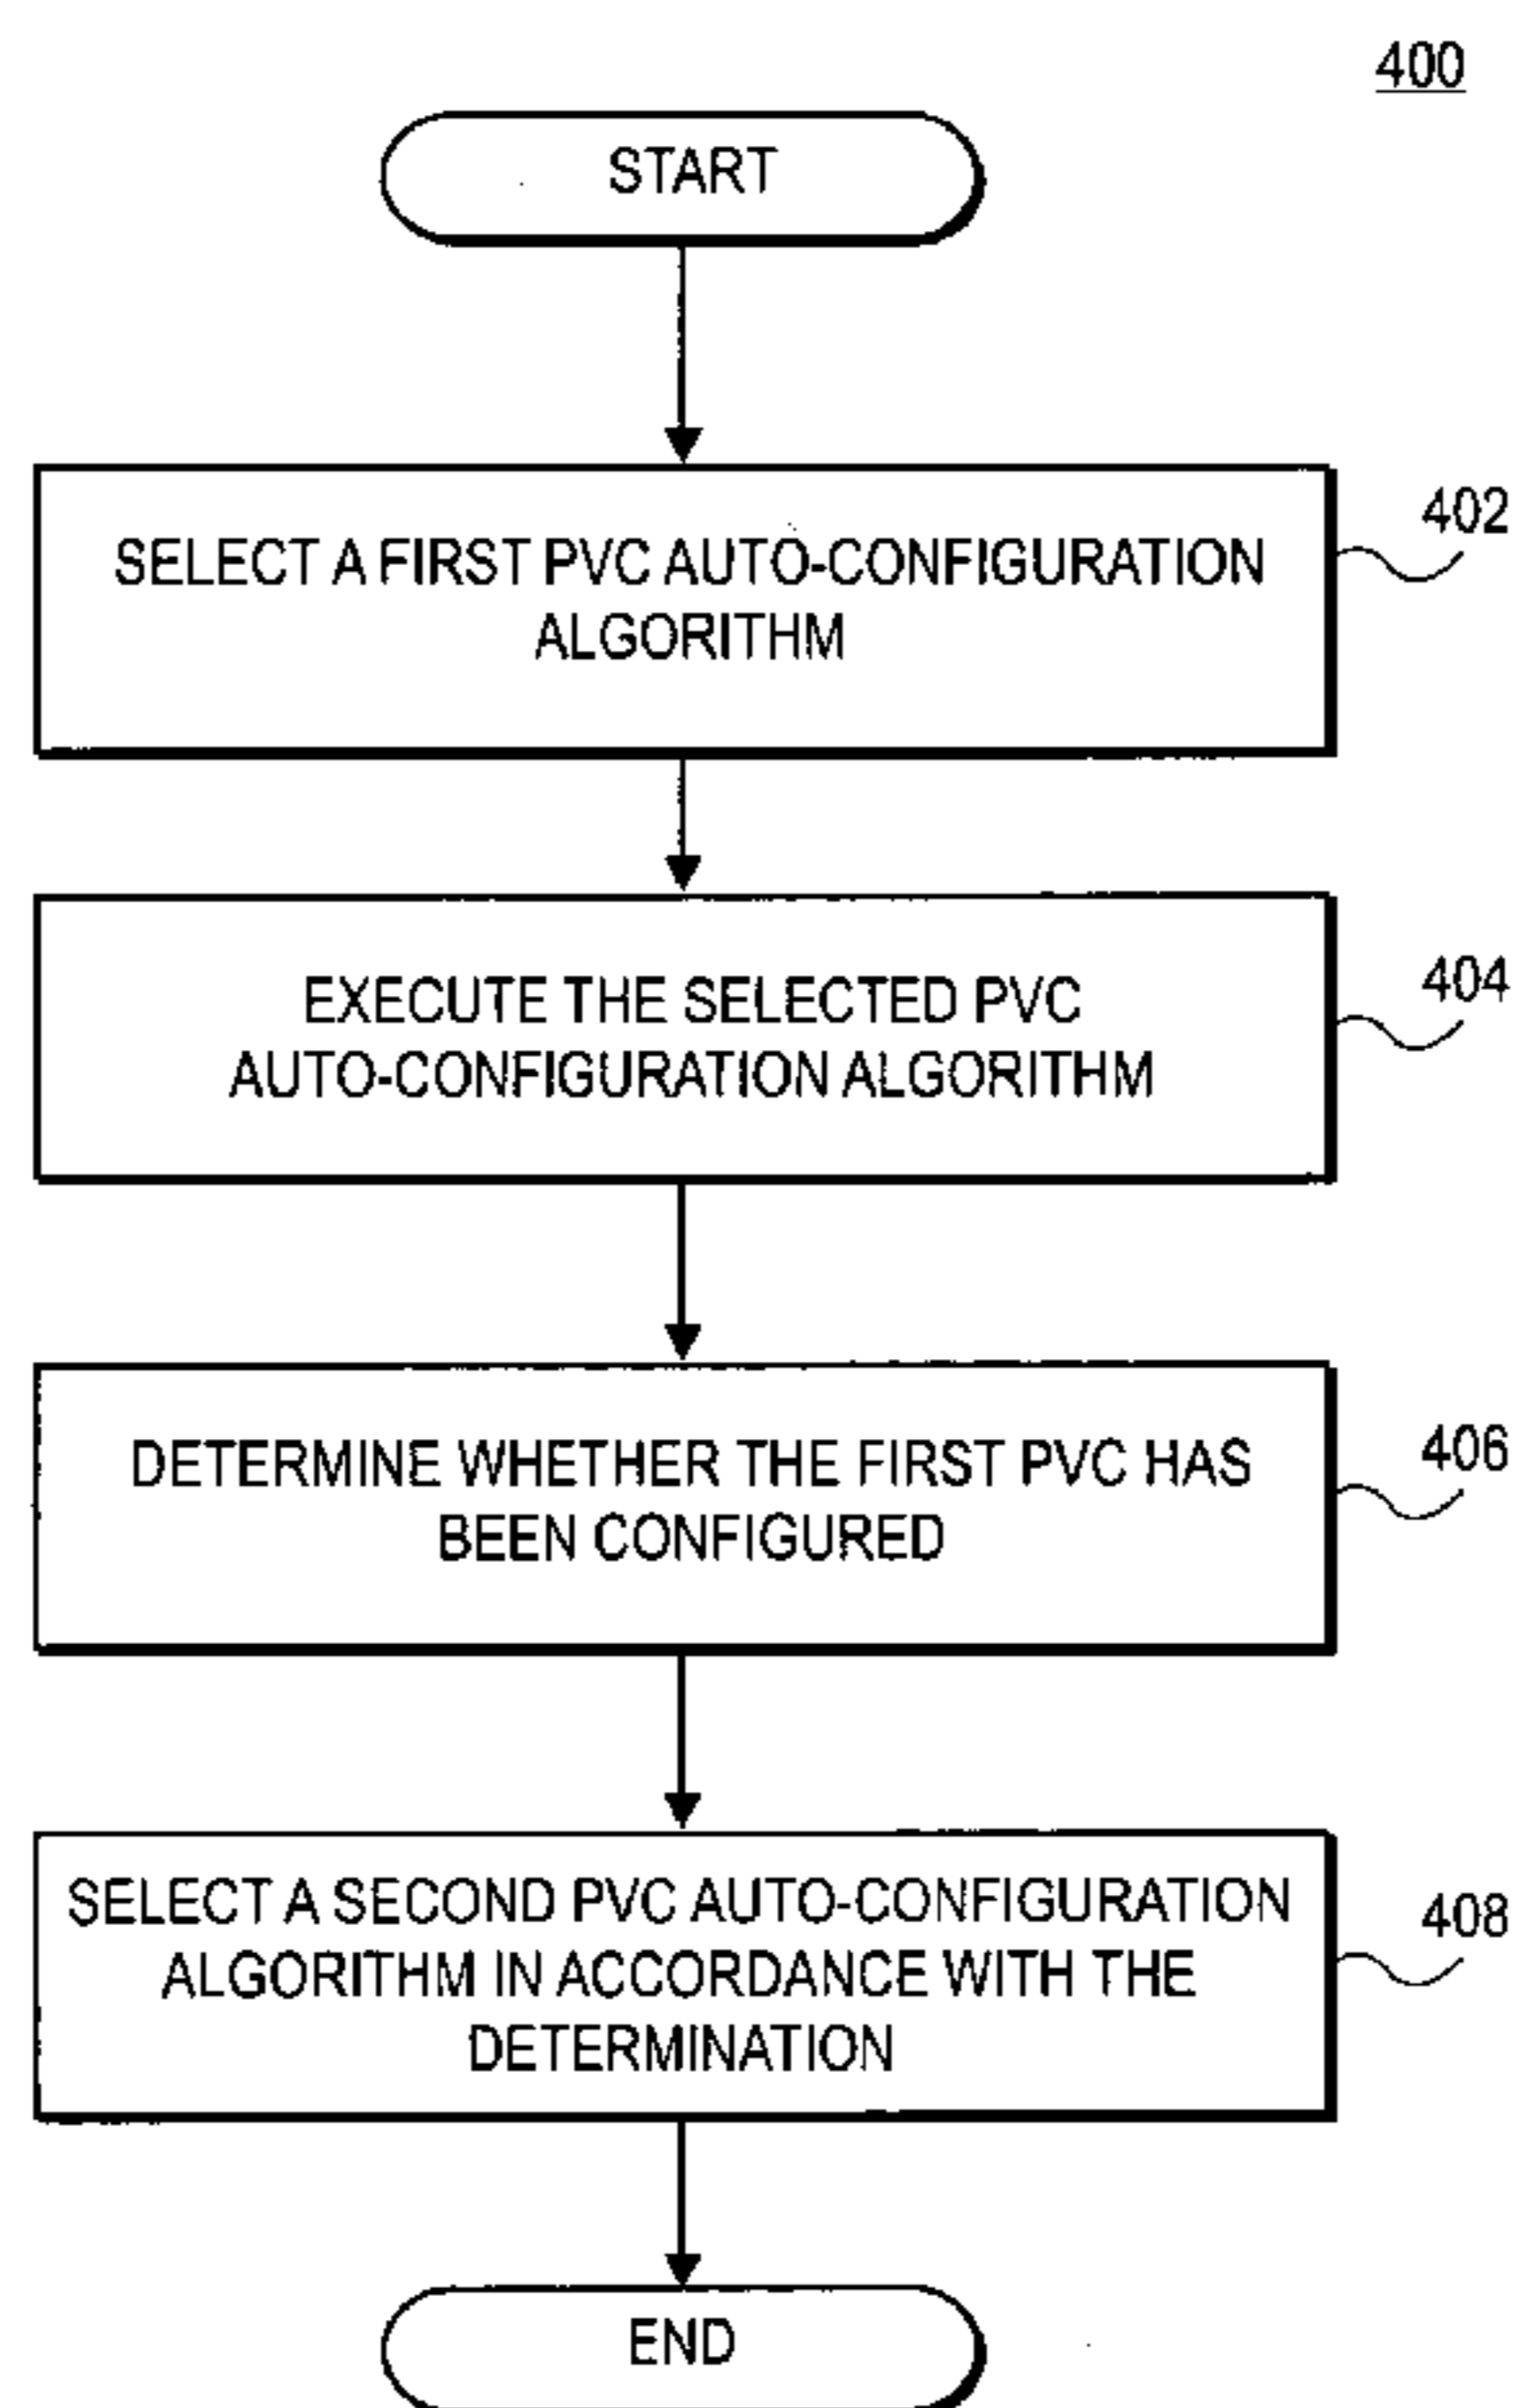 400
START
SELECT A FIRST PVC AUTO-CONFIGURATION
ALGORITHM
402
EXECUTE THE SELECTED PVC
AUTO-CONFIGURATION ALGORITHM
404
DETERMINE WHETHER THE FIRST PVC HAS
BEEN CONFIGURED
406
SELECT A SECOND PVC AUTO-CONFIGURATION
ALGORITHM IN ACCORDANCE WITH THE
DETERMINATION
408
END